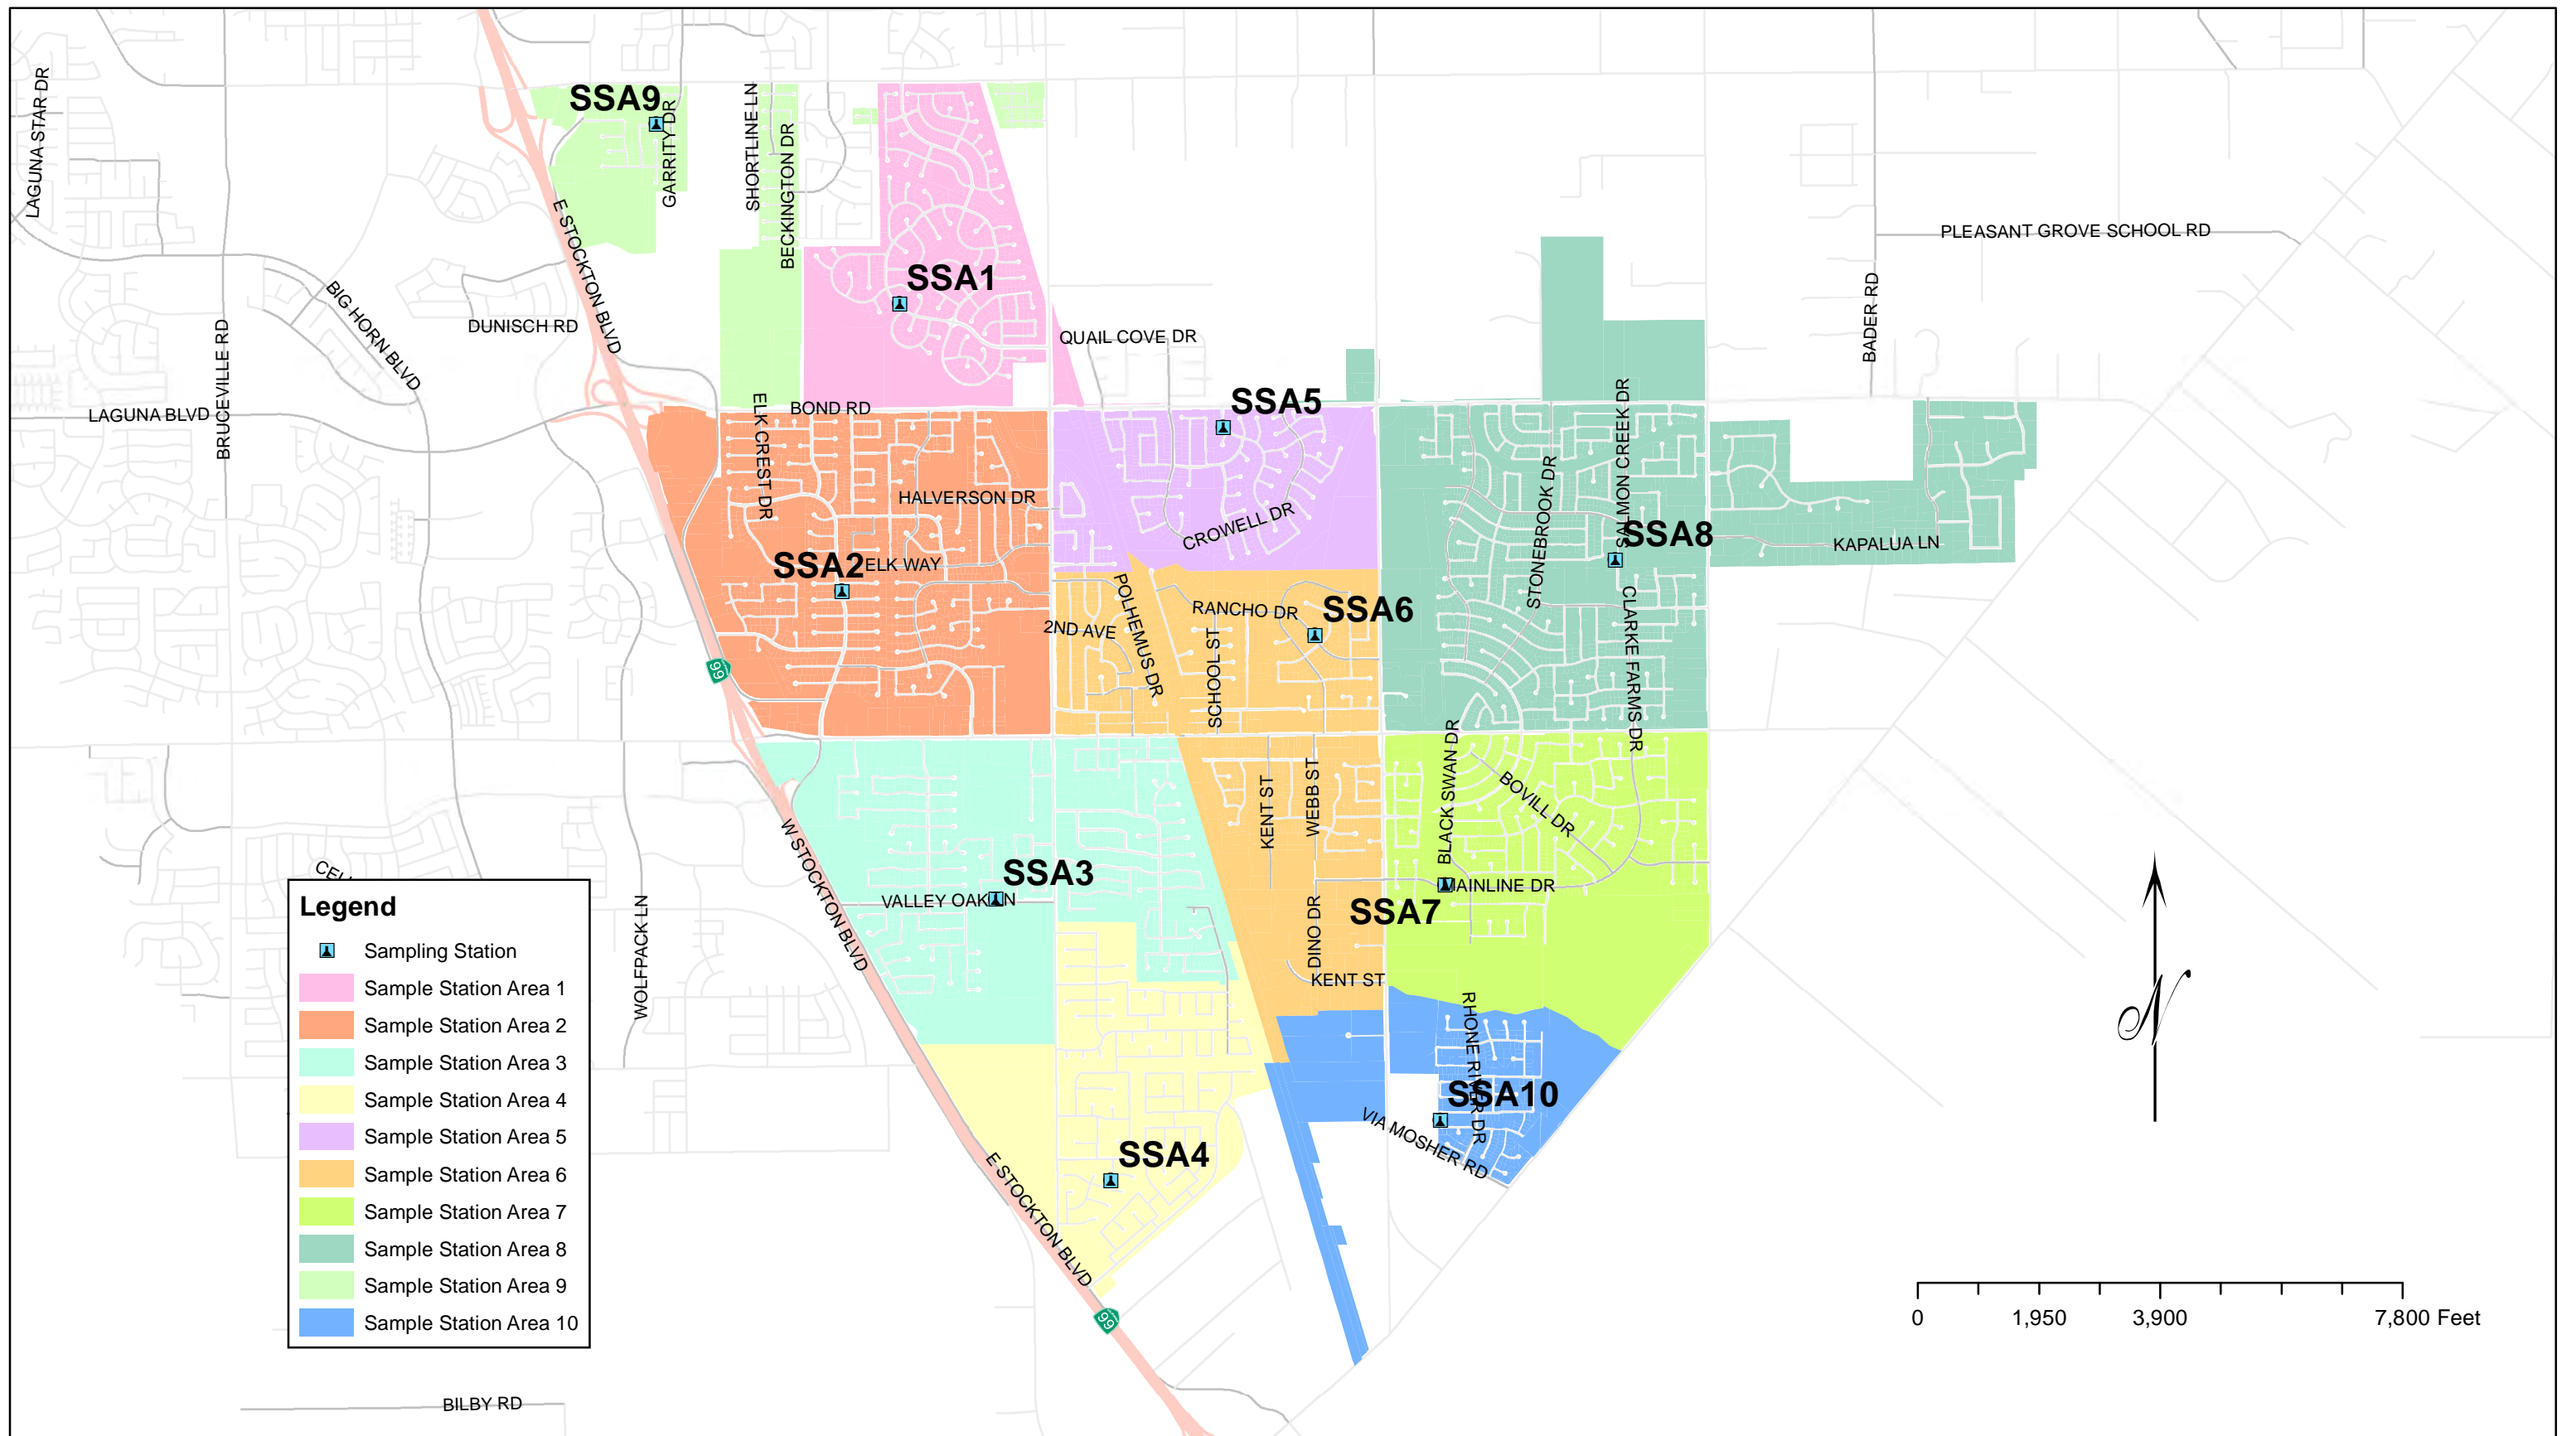 SSA9
LAGUNA STAR DR
GARRITY DR
SHORTLINE LN
BECKINGTON DR
E STOCKTON BLVD
PLEASANT GROVE SCHOOL RD
SSA1
BIG HORN BLVD
DUNISCH RD
QUAIL COVE DR
BADER RD
BRUCEVILLE RD
LAGUNA BLVD
ELK CREST DR
BOND RD
SSA5
SALMON CREEK DR
HALVERSON DR
CROWELL DR
STONEBROOK DR
SSA8
KAPALUA LN
SSA2
ELK WAY
POLHEMUS DR
RANCHO DR
SSA6
2ND AVE
SCHOOL ST
CLARKE FARMS DR
99
BLACK SWAN DR
BOVILL DR
KENT ST
WEBB ST
W STOCKTON BLVD
SSA3
VALLEY OAK LN
MAINLINE DR
SSA7
DINO DR
WOLFPACK LN
KENT ST
RHONE RIVER DR
SSA10
VIA MOSHER RD
SSA4
E STOCKTON BLVD
99
BILBY RD
Legend
Sampling Station
Sample Station Area 1
Sample Station Area 2
Sample Station Area 3
Sample Station Area 4
Sample Station Area 5
Sample Station Area 6
Sample Station Area 7
Sample Station Area 8
Sample Station Area 9
Sample Station Area 10
N
0 1,950 3,900 7,800 Feet